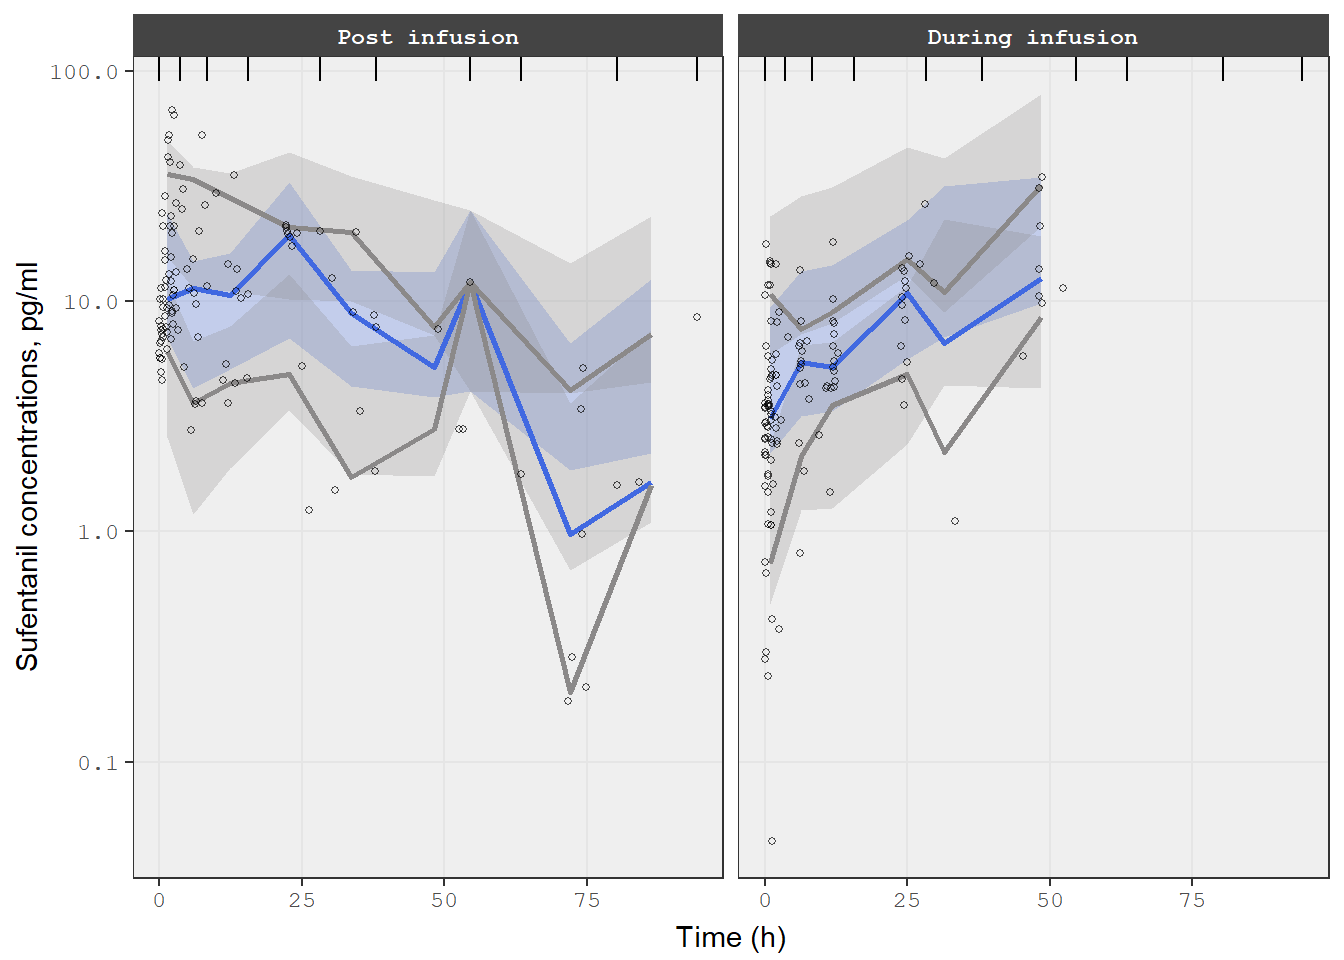 Post infusion
During infusion
100.0
10.0
1.0
0.1
Sufentanil concentrations, pg/ml
0 25 50 75
0 25 50 75
Time (h)